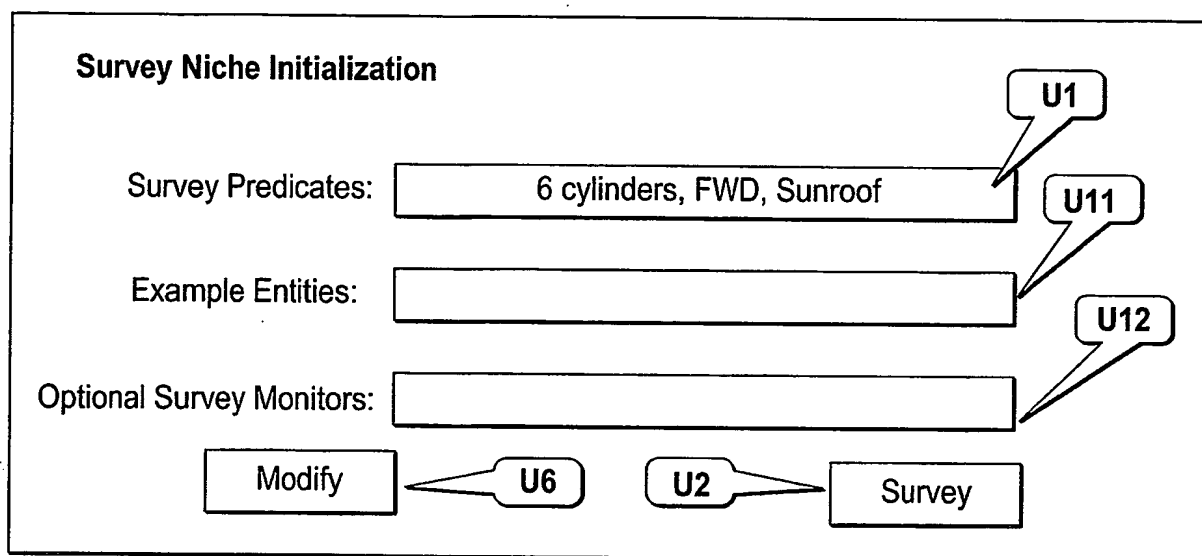 Survey Niche Initialization
U1
Survey Predicates: 6 cylinders, FWD, Sunroof
U11
Example Entities:
U12
Optional Survey Monitors:
Modify U6 U2 Survey